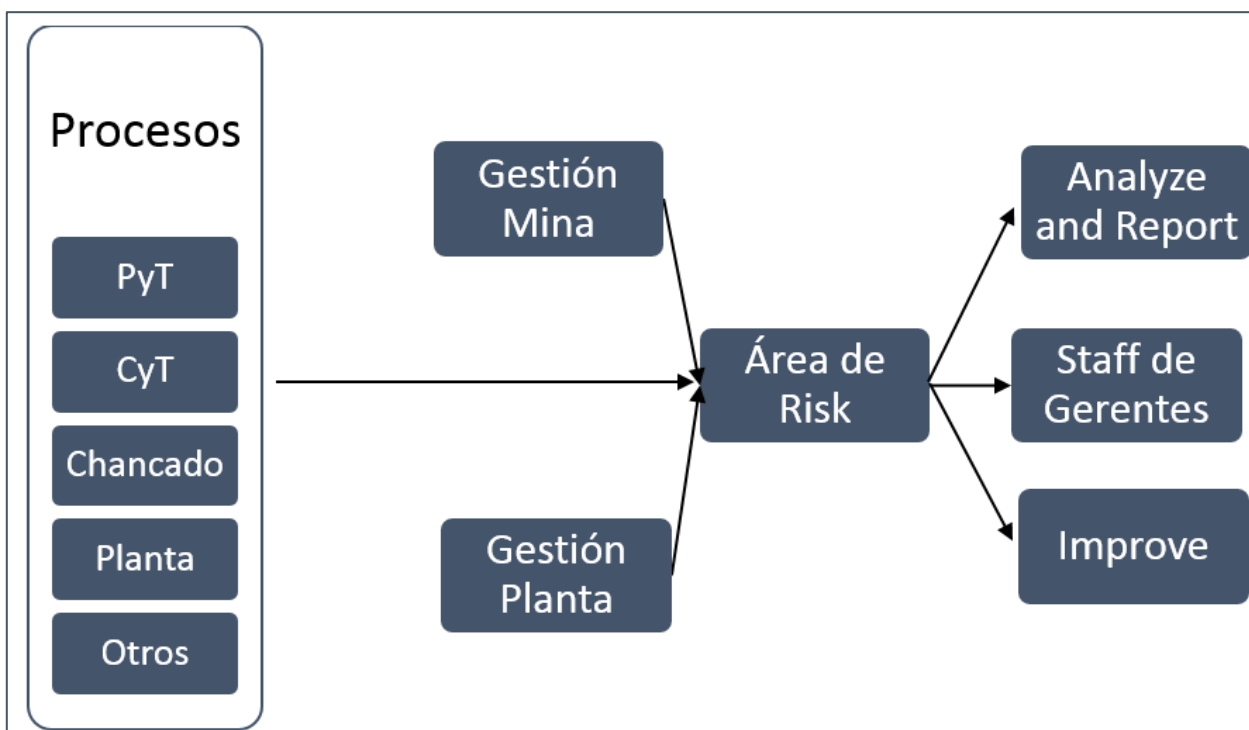 Procesos
PyT
CyT
Chancado
Planta
Otros
Gestión
Mina
Gestión
Planta
Área de
Risk
Analyze
and Report
Staff de
Gerentes
Improve